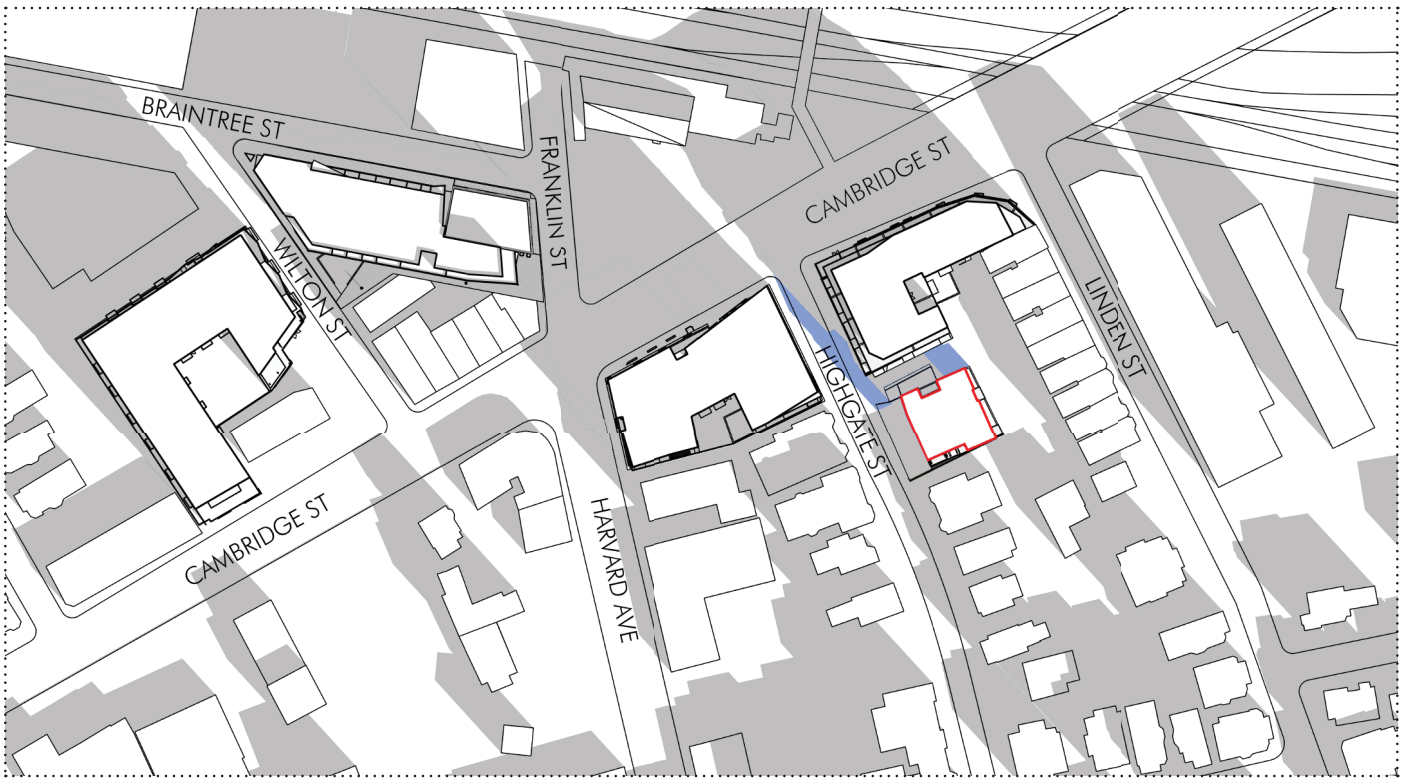 BRAINTREE ST
FRANKLIN ST
CAMBRIDGE ST
WILTON ST
LINDEN ST
HIGHGATE ST
CAMBRIDGE ST
HARVARD AVE